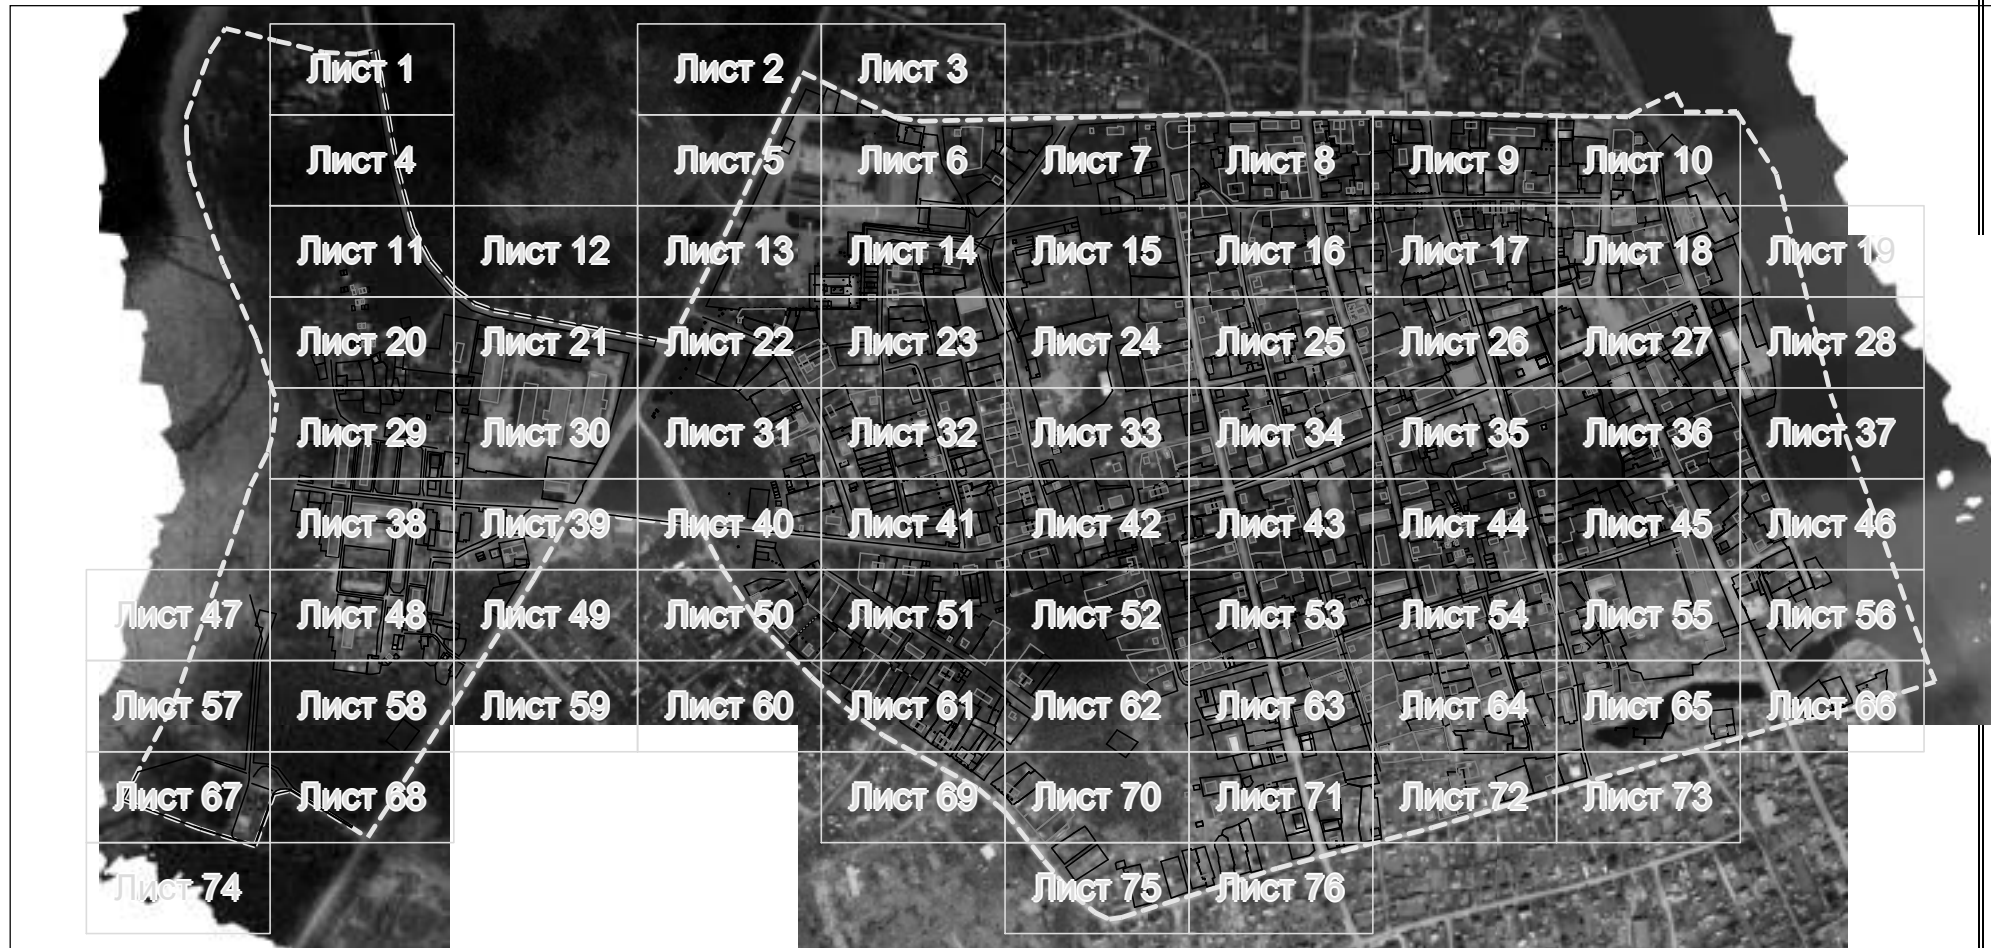 Лист 1 Лист 2 Лист 3
Лист 4 Лист 5 Лист 6 Лист 7 Лист 8 Лист 9 Лист 10
Лист 11 Лист 12 Лист 13 Лист 14 Лист 15 Лист 16 Лист 17 Лист 18 Лист 19
Лист 20 Лист 21 Лист 22 Лист 23 Лист 24 Лист 25 Лист 26 Лист 27 Лист 28
Лист 29 Лист 30 Лист 31 Лист 32 Лист 33 Лист 34 Лист 35 Лист 36 Лист 37
Лист 38 Лист 39 Лист 40 Лист 41 Лист 42 Лист 43 Лист 44 Лист 45 Лист 46
Лист 47 Лист 48 Лист 49 Лист 50 Лист 51 Лист 52 Лист 53 Лист 54 Лист 55 Лист 56
Лист 57 Лист 58 Лист 59 Лист 60 Лист 61 Лист 62 Лист 63 Лист 64 Лист 65 Лист 66
Лист 67 Лист 68 Лист 69 Лист 70 Лист 71 Лист 72 Лист 73
Лист 74 Лист 75 Лист 76